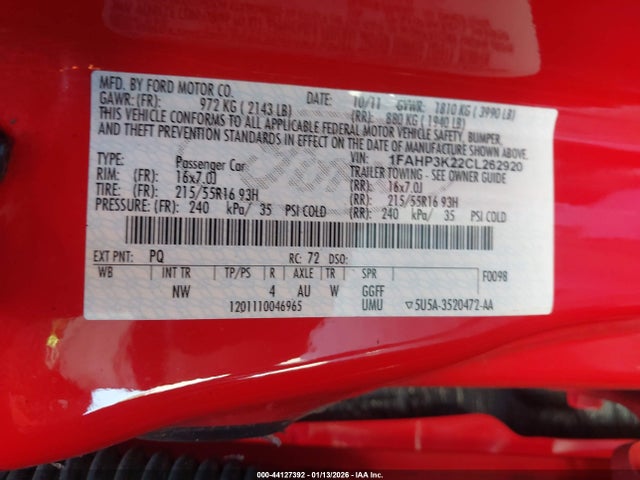 MFD. BY FORD MOTOR CO.
DATE: 10/11 GVWR: 1810 KG ( 3990 LB)
GAWR: (FR): 972 KG ( 2143 LB) (RR): 880 KG ( 1940 LB)
THIS VEHICLE CONFORMS TO ALL APPLICABLE FEDERAL MOTOR VEHICLE SAFETY, BUMPER,
AND THEFT PREVENTION STANDARDS IN EFFECT ON THE DATE OF MANUFACTURE SHOWN ABOVE.
VIN: 1FAHP3K22CL262920
TYPE: Passenger Car TRAILER TOWING - SEE OWNER GUIDE
RIM: (FR) 16x7.0J (RR): 16x7.0J
TIRE: (FR) 215/55R16 93H (RR): 215/55R16 93H
PRESSURE: (FR) 240 kPa/ 35 PSI COLD (RR): 240 kPa/ 35 PSI COLD
EXT PNT: PQ RC: 72 DSO:
WB INT TR TP/PS R AXLE TR SPR F0098
NW 4 AU W GGFF
1201110046965 UMU ▽5U5A-3520472-AA
000-44127392 - 01/13/2026 - IAA Inc.